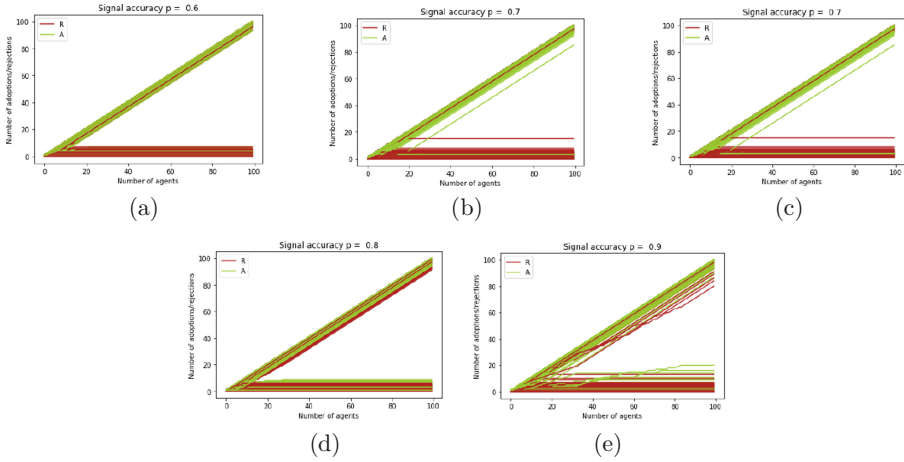 Signal accuracy p = 0.6
R
A
100
80
60
40
20
0
0 20 40 60 80 100
Number of agents
Number of adoptions/rejections
(a)
Signal accuracy p = 0.7
R
A
100
80
60
40
20
0
0 20 40 60 80 100
Number of agents
Number of adoptions/rejections
(b)
Signal accuracy p = 0.7
R
A
100
80
60
40
20
0
0 20 40 60 80 100
Number of agents
Number of adoptions/rejections
(c)
Signal accuracy p = 0.8
R
A
100
80
60
40
20
0
0 20 40 60 80 100
Number of agents
Number of adoptions/rejections
(d)
Signal accuracy p = 0.9
R
A
100
80
60
40
20
0
0 20 40 60 80 100
Number of agents
Number of adoptions/rejections
(e)